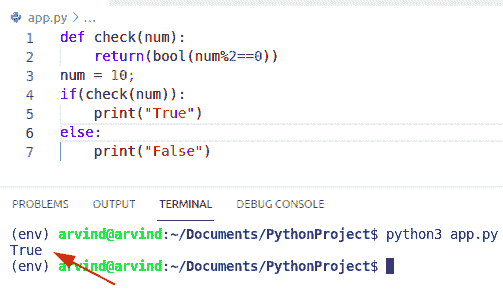 app.py > ...
1 def check(num):
2     return(bool(num%2==0))
3 num = 10;
4 if(check(num)):
5     print("True")
6 else:
7     print("False")
PROBLEMS OUTPUT TERMINAL DEBUG CONSOLE
(env) arvind@arvind:~/Documents/PythonProject$ python3 app.py
True
(env) arvind@arvind:~/Documents/PythonProject$